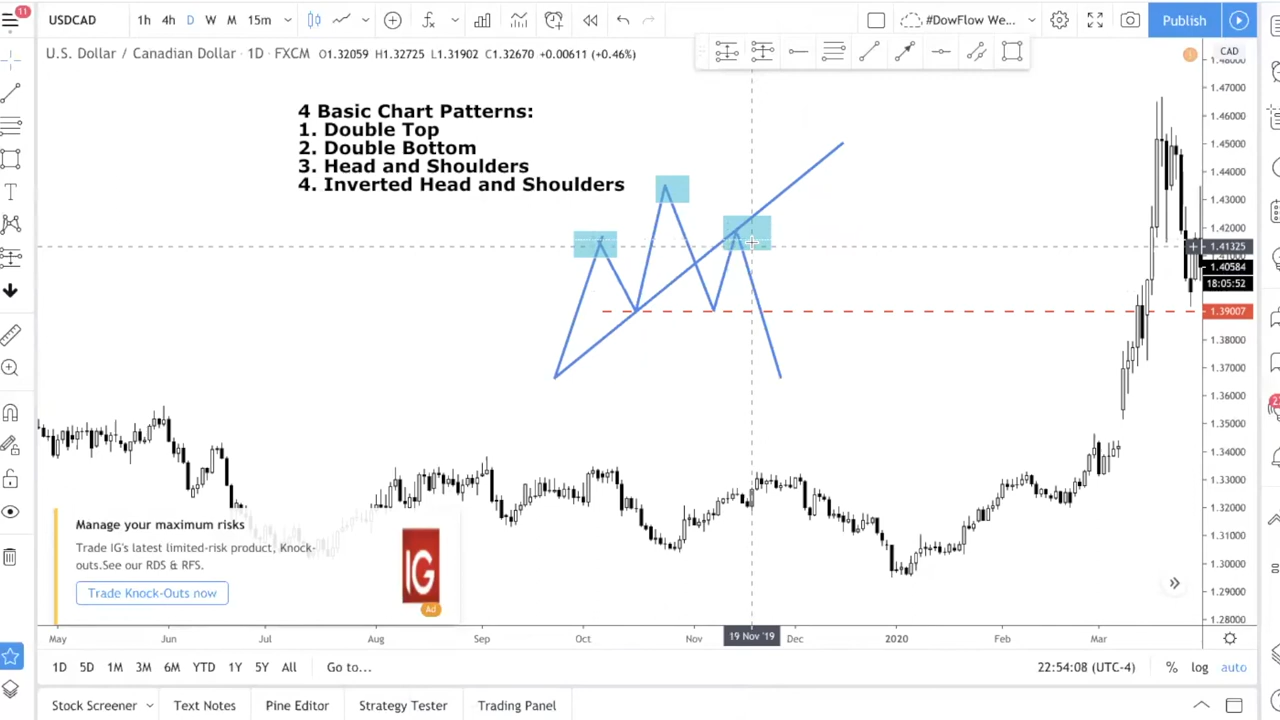 11
USDCAD
1h 4h D W M 15m
#DowFlow We...
Publish
U.S. Dollar / Canadian Dollar · 1D · FXCM O1.32059 H1.32725 L1.31902 C1.32670 +0.00611 (+0.46%)
CAD
4 Basic Chart Patterns:
1. Double Top
2. Double Bottom
3. Head and Shoulders
4. Inverted Head and Shoulders
1.48000
1.47000
1.46000
1.45000
1.44000
1.43000
1.42000
1.41325
1.41000
1.40584
18:05:52
1.39007
1.38000
1.37000
1.36000
1.35000
1.34000
1.33000
1.32000
1.31000
1.30000
1.29000
1.28000
Manage your maximum risks
Trade IG's latest limited-risk product, Knock-
outs.See our RDS & RFS.
Trade Knock-Outs now
IG
Ad
May Jun Jul Aug Sep Oct Nov 19 Nov '19 Dec 2020 Feb Mar
1D 5D 1M 3M 6M YTD 1Y 5Y All Go to... 22:54:08 (UTC-4) % log auto
Stock Screener Text Notes Pine Editor Strategy Tester Trading Panel